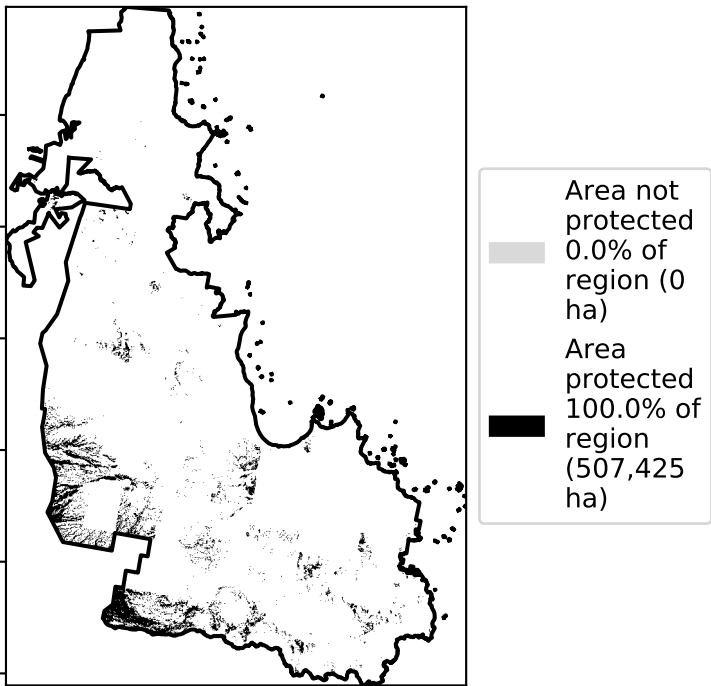 Area not
protected
0.0% of
region (0
ha)
Area
protected
100.0% of
region
(507,425
ha)